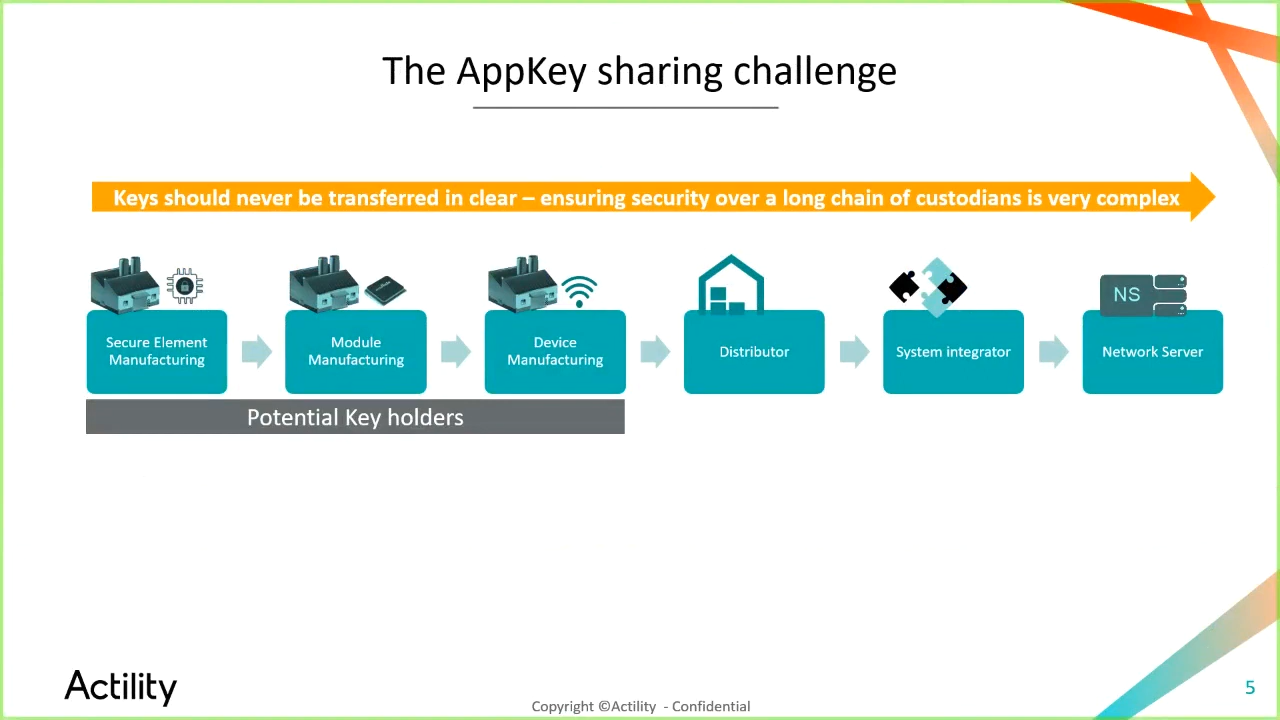 The AppKey sharing challenge
Keys should never be transferred in clear – ensuring security over a long chain of custodians is very complex
Secure Element
Manufacturing
Module
Manufacturing
Device
Manufacturing
Distributor
System integrator
NS
Network Server
Potential Key holders
Actility
Copyright ©Actility - Confidential
5